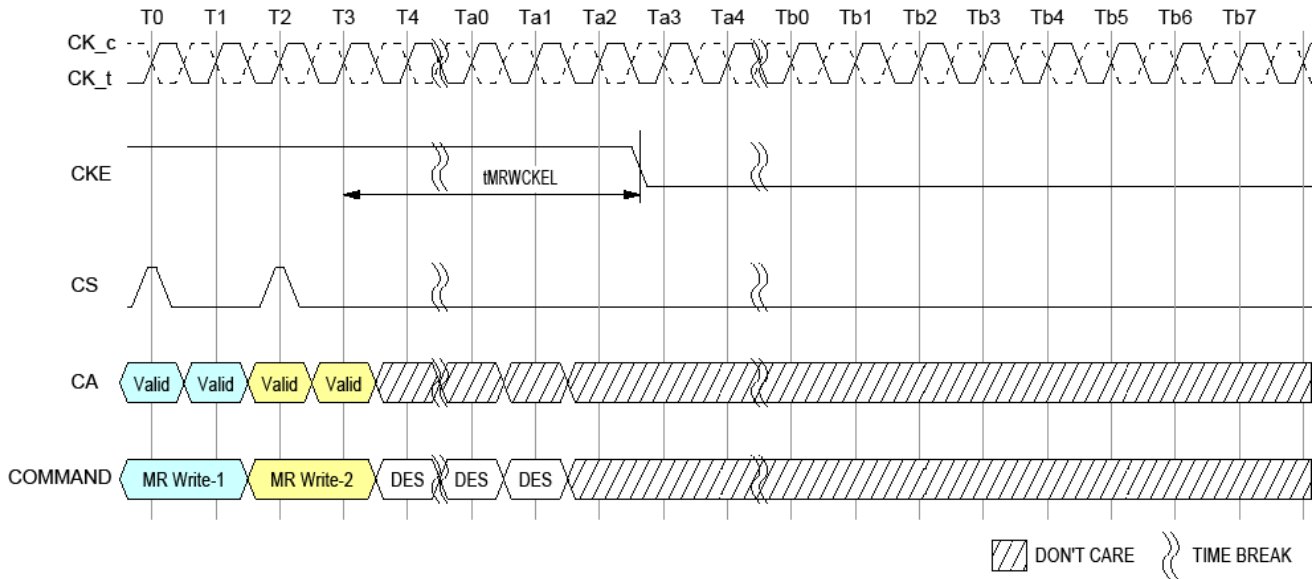 T0 T1 T2 T3 T4 Ta0 Ta1 Ta2 Ta3 Ta4 Tb0 Tb1 Tb2 Tb3 Tb4 Tb5 Tb6 Tb7
CK_c
CK_t
CKE
tMRWCKEL
CS
CA Valid Valid Valid Valid
COMMAND MR Write-1 MR Write-2 DES DES DES
DON'T CARE TIME BREAK